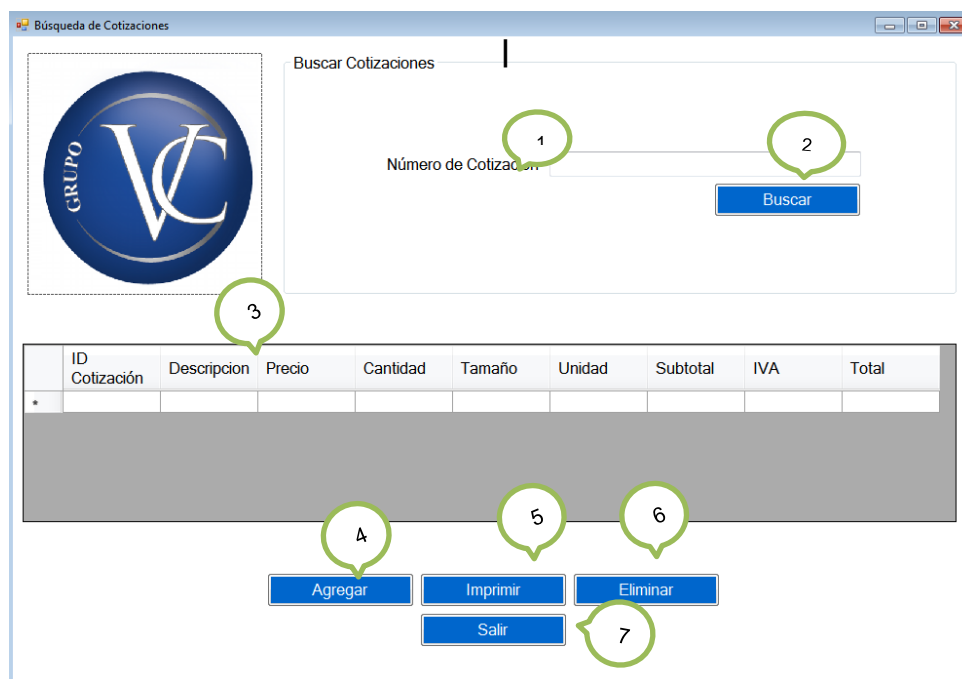 Búsqueda de Cotizaciones
Buscar Cotizaciones
GRUPO
VC
1
2
Número de Cotización
Buscar
3
ID Cotización Descripcion Precio Cantidad Tamaño Unidad Subtotal IVA Total
*
4
5
6
Agregar Imprimir Eliminar
Salir
7